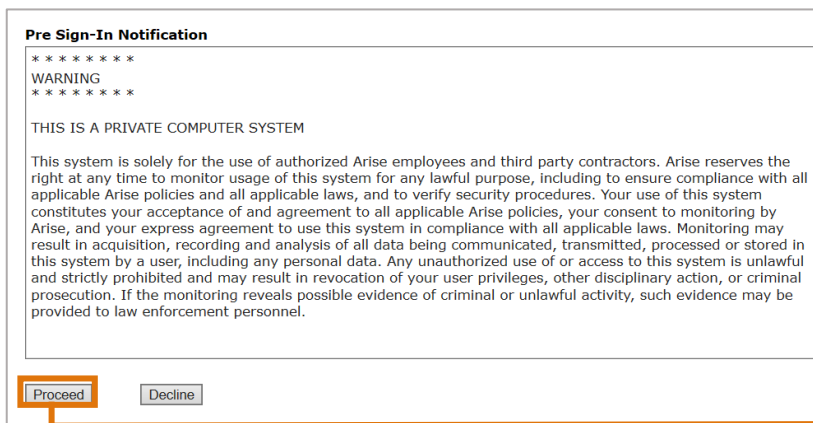 Pre Sign-In Notification
* * * * * * * *
WARNING
* * * * * * * *
THIS IS A PRIVATE COMPUTER SYSTEM
This system is solely for the use of authorized Arise employees and third party contractors. Arise reserves the
right at any time to monitor usage of this system for any lawful purpose, including to ensure compliance with all
applicable Arise policies and all applicable laws, and to verify security procedures. Your use of this system
constitutes your acceptance of and agreement to all applicable Arise policies, your consent to monitoring by
Arise, and your express agreement to use this system in compliance with all applicable laws. Monitoring may
result in acquisition, recording and analysis of all data being communicated, transmitted, processed or stored in
this system by a user, including any personal data. Any unauthorized use of or access to this system is unlawful
and strictly prohibited and may result in revocation of your user privileges, other disciplinary action, or criminal
prosecution. If the monitoring reveals possible evidence of criminal or unlawful activity, such evidence may be
provided to law enforcement personnel.
Proceed Decline